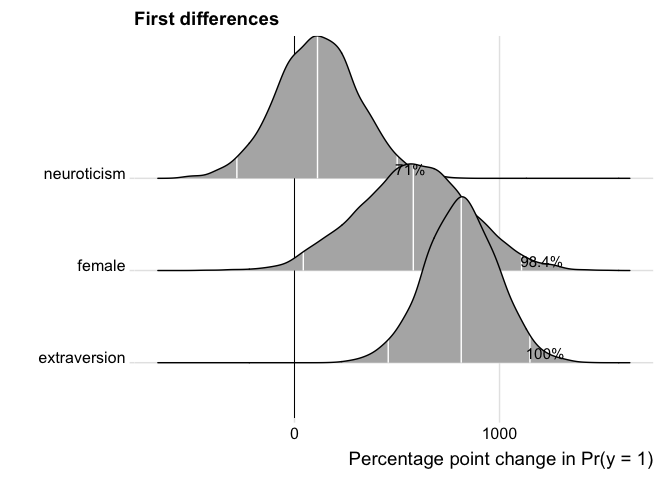 First differences
neuroticism
71%
female
98.4%
extraversion
100%
0 1000
Percentage point change in Pr(y = 1)